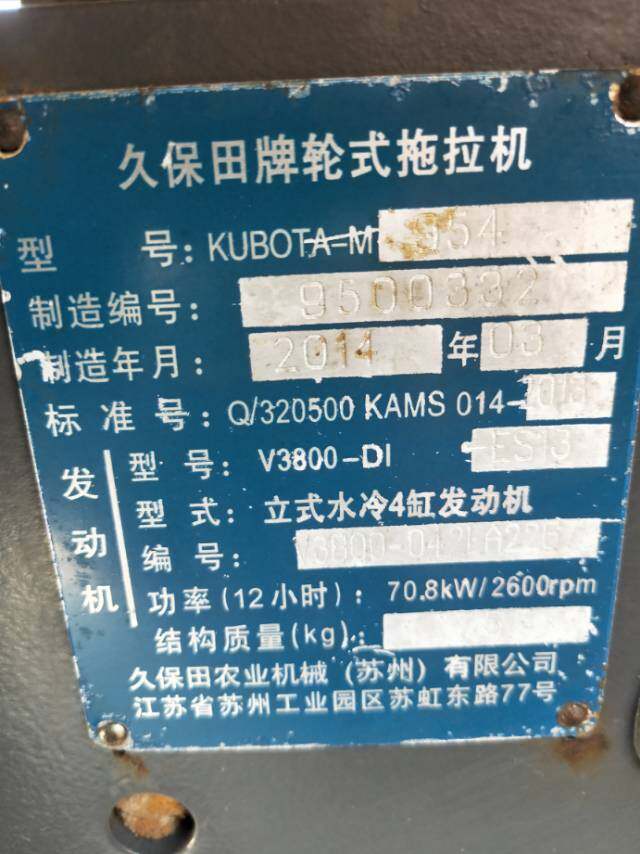 久保田牌轮式拖拉机
型 号: KUBOTA-M 954
制造编号: 9500332
制造年月: 2014 年 03 月
标准号: Q/320500 KAMS 014-2013
发动机
型号: V3800-DI -ES13
型式: 立式水冷4缸发动机
编号:
功率(12小时): 70.8kW/2600rpm
结构质量(kg):
久保田农业机械(苏州)有限公司
江苏省苏州工业园区苏虹东路77号